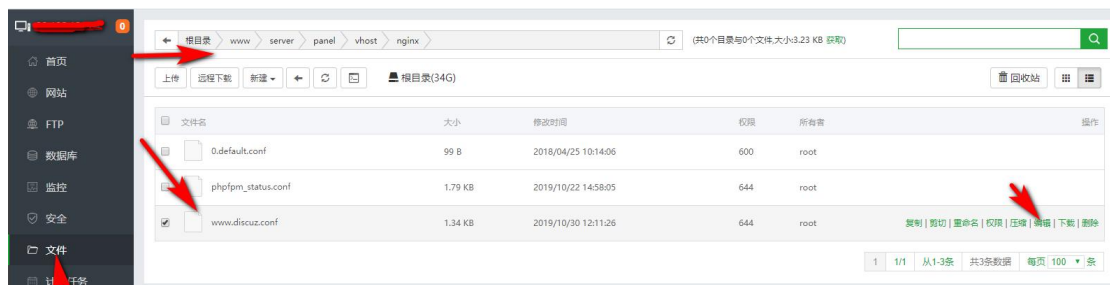 0
← 根目录 www server panel vhost nginx (共0个目录与0个文件,大小:3.23 KB 获取)
首页
上传 远程下载 新建 根目录(34G) 回收站
网站
文件名 大小 修改时间 权限 所有者 操作
FTP
0.default.conf 99 B 2018/04/25 10:14:06 600 root
数据库
phpfpm_status.conf 1.79 KB 2019/10/22 14:58:05 644 root
监控
www.discuz.conf 1.34 KB 2019/10/30 12:11:26 644 root 复制 | 剪切 | 重命名 | 权限 | 压缩 | 编辑 | 下载 | 删除
安全
文件
1 1/1 从1-3条 共3条数据 每页 100 条
任务